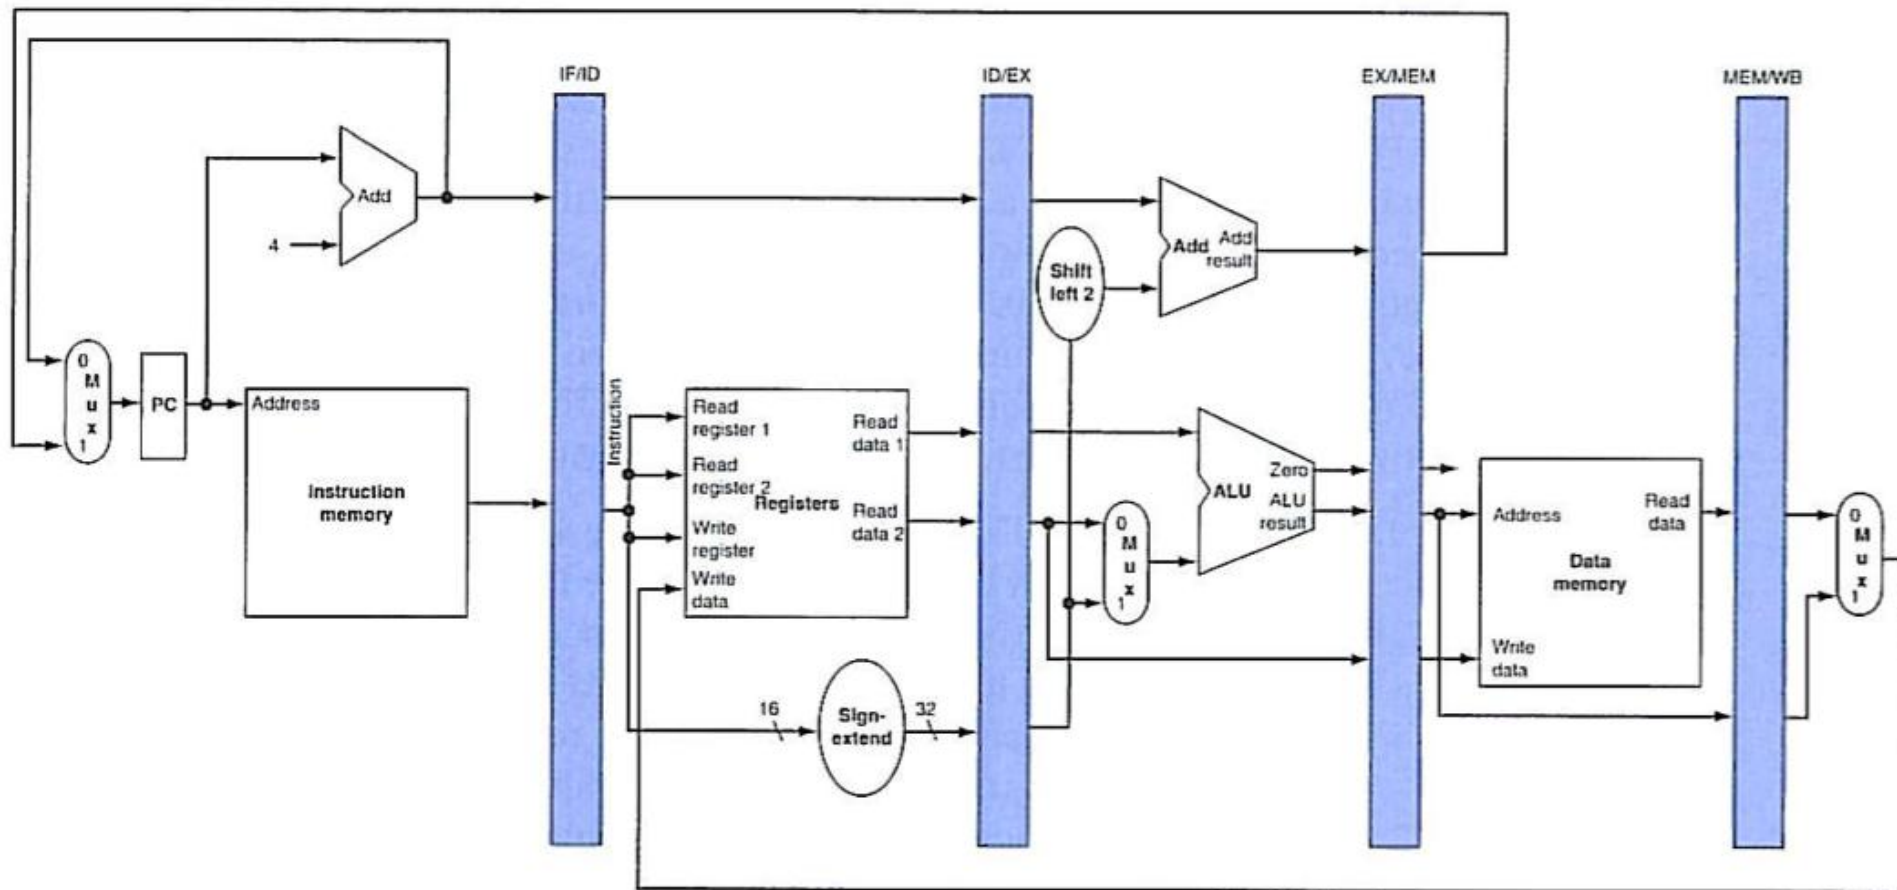 IF/ID
ID/EX
EX/MEM
MEM/WB
Add
4
Shift
left 2
Add
Add
result
0
M
u
x
1
PC
Address
Instruction
memory
Instruction
Read
register 1
Read
register 2
Write
register
Write
data
Registers
Read
data 1
Read
data 2
0
M
u
x
1
ALU
Zero
ALU
result
Address
Read
data
Data
memory
Write
data
0
M
u
x
1
16
Sign-
extend
32